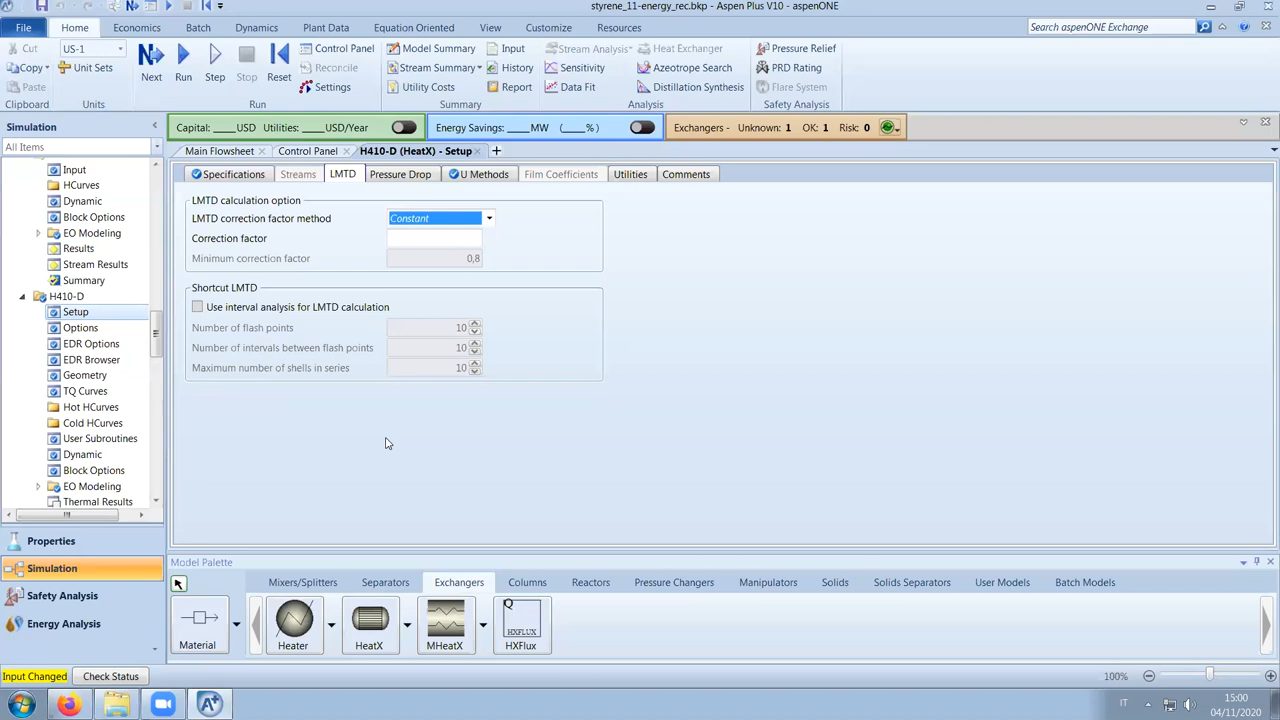 styrene_11-energy_rec.bkp - Aspen Plus V10 - aspenONE
File Home Economics Batch Dynamics Plant Data Equation Oriented View Customize Resources Search aspenONE Exchange
Cut US-1 Control Panel Model Summary Input Stream Analysis Heat Exchanger Pressure Relief
Copy Unit Sets Next Run Step Stop Reset Reconcile Stream Summary History Sensitivity Azeotrope Search PRD Rating
Paste Settings Utility Costs Report Data Fit Distillation Synthesis Flare System
Clipboard Units Run Summary Analysis Safety Analysis
Simulation Capital: ____ USD Utilities: ____ USD/Year Energy Savings: ____ MW (____ %) Exchangers - Unknown: 1 OK: 1 Risk: 0
All Items Main Flowsheet Control Panel H410-D (HeatX) - Setup +
Input Specifications Streams LMTD Pressure Drop U Methods Film Coefficients Utilities Comments
HCurves
Dynamic LMTD calculation option
Block Options LMTD correction factor method Constant
EO Modeling Correction factor
Results Minimum correction factor 0,8
Stream Results
Summary Shortcut LMTD
H410-D Use interval analysis for LMTD calculation
Setup Number of flash points 10
Options Number of intervals between flash points 10
EDR Options Maximum number of shells in series 10
EDR Browser
Geometry
TQ Curves
Hot HCurves
Cold HCurves
User Subroutines
Dynamic
Block Options
EO Modeling
Thermal Results
Properties
Simulation
Safety Analysis
Energy Analysis
Model Palette
Mixers/Splitters Separators Exchangers Columns Reactors Pressure Changers Manipulators Solids Solids Separators User Models Batch Models
Q
HXFLUX
Material Heater HeatX MHeatX HXFlux
Input Changed Check Status 100%
IT 15:00
04/11/2020